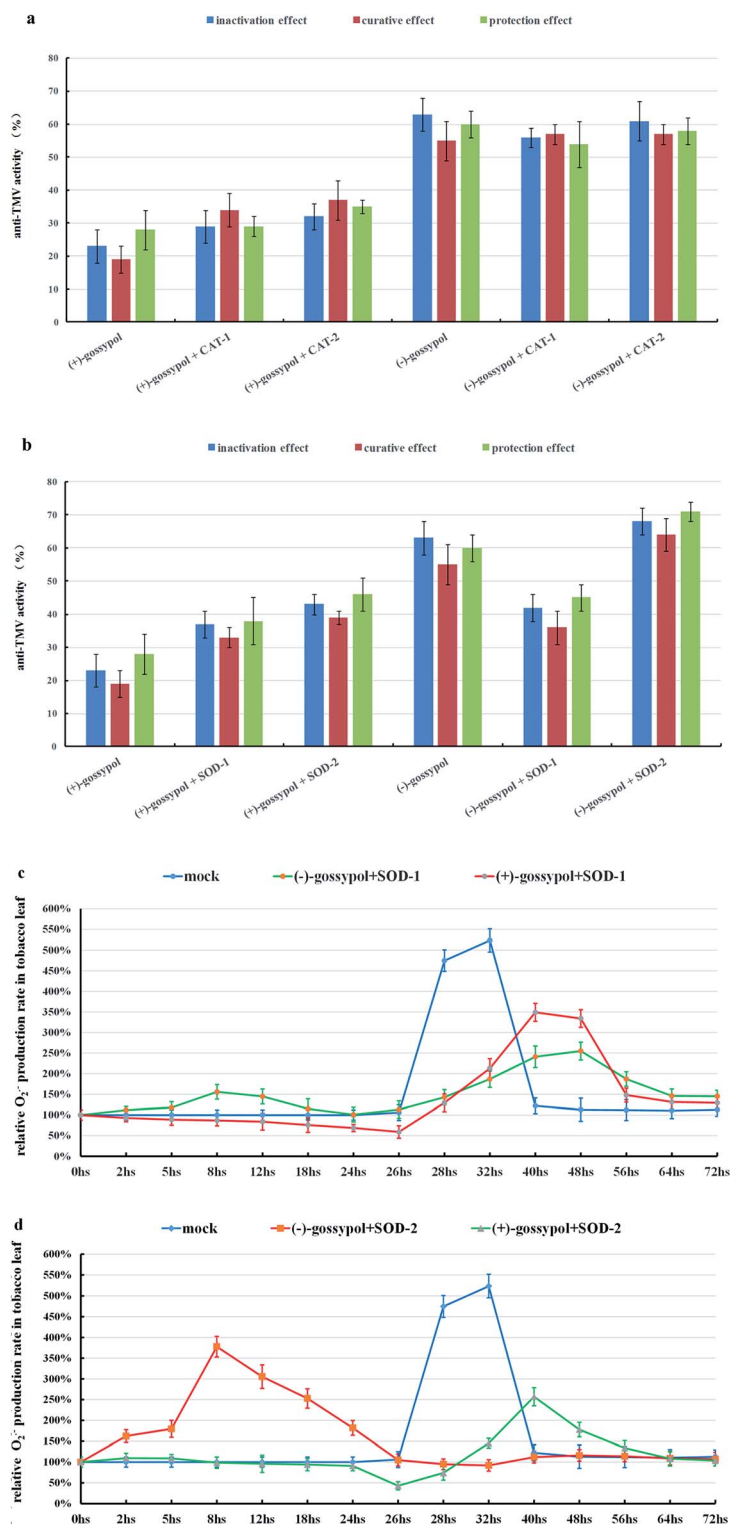 a
inactivation effect curative effect protection effect
anti-TMV activity （%）
80
70
60
50
40
30
20
10
0
(+)-gossypol (+)-gossypol + CAT-1 (+)-gossypol + CAT-2 (-)-gossypol (-)-gossypol + CAT-1 (-)-gossypol + CAT-2
b
inactivation effect curative effect protection effect
anti-TMV activity （%）
80
70
60
50
40
30
20
10
0
(+)-gossypol (+)-gossypol + SOD-1 (+)-gossypol + SOD-2 (-)-gossypol (-)-gossypol + SOD-1 (-)-gossypol + SOD-2
c
mock (-)-gossypol+SOD-1 (+)-gossypol+SOD-1
relative O₂⁻ production rate in tobacco leaf
600%
550%
500%
450%
400%
350%
300%
250%
200%
150%
100%
50%
0%
0hs 2hs 5hs 8hs 12hs 18hs 24hs 26hs 28hs 32hs 40hs 48hs 56hs 64hs 72hs
d
mock (-)-gossypol+SOD-2 (+)-gossypol+SOD-2
relative O₂⁻ production rate in tobacco leaf
600%
550%
500%
450%
400%
350%
300%
250%
200%
150%
100%
50%
0%
0hs 2hs 5hs 8hs 12hs 18hs 24hs 26hs 28hs 32hs 40hs 48hs 56hs 64hs 72hs